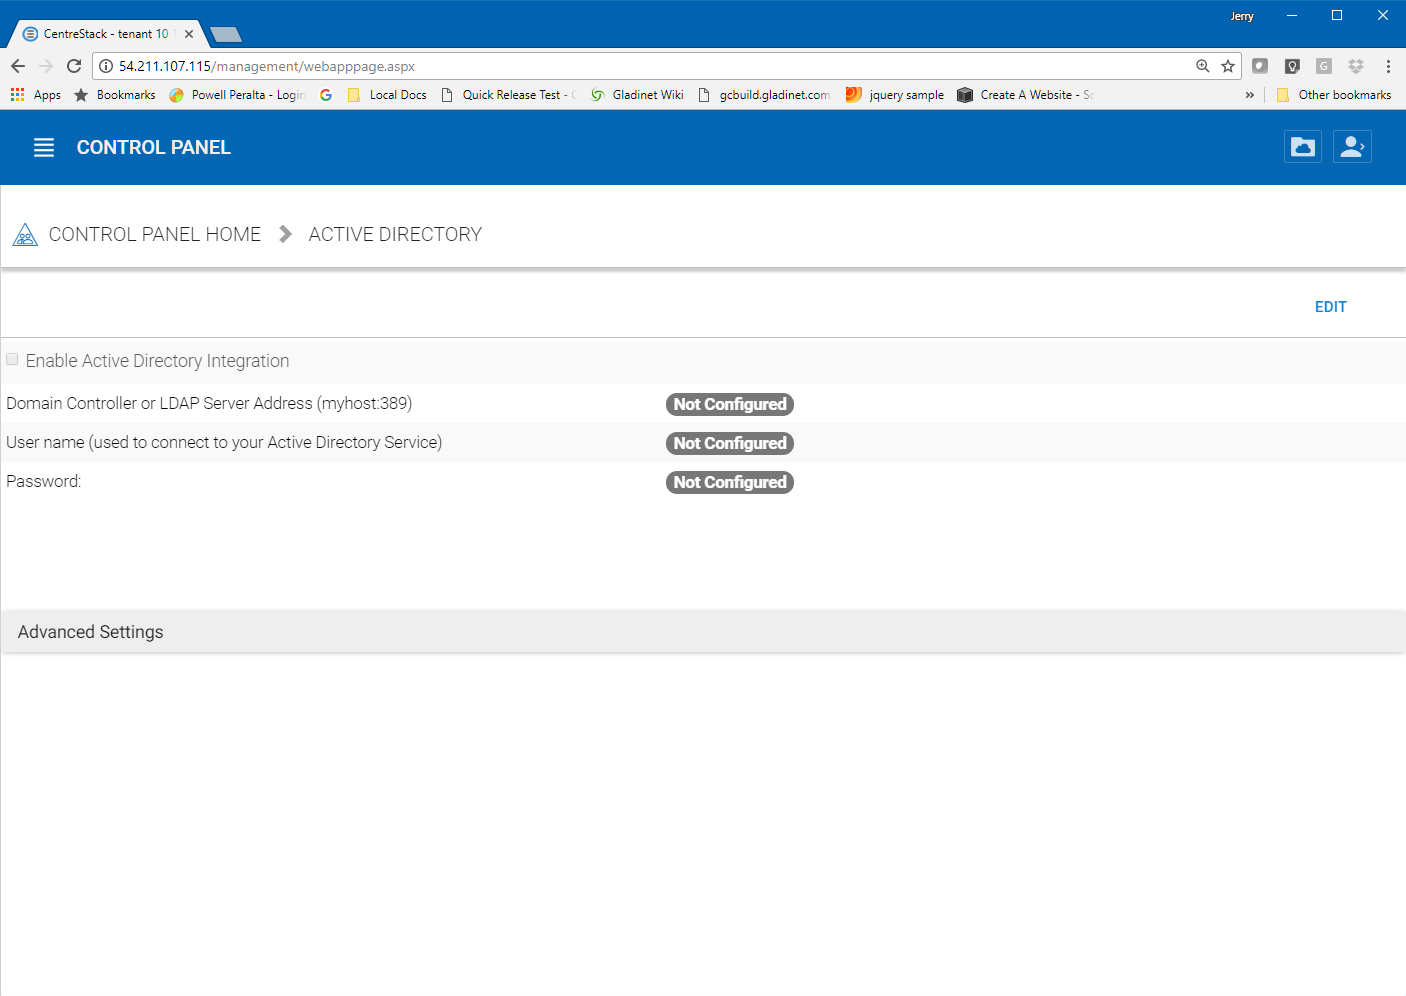 Jerry
CentreStack - tenant 10
54.211.107.115/management/webapppage.aspx
G
Apps Bookmarks Powell Peralta - Login G Local Docs Quick Release Test - Gladinet Wiki gcbuild.gladinet.com jquery sample Create A Website - » Other bookmarks
CONTROL PANEL
CONTROL PANEL HOME ACTIVE DIRECTORY
EDIT
Enable Active Directory Integration
Domain Controller or LDAP Server Address (myhost:389) Not Configured
User name (used to connect to your Active Directory Service) Not Configured
Password: Not Configured
Advanced Settings